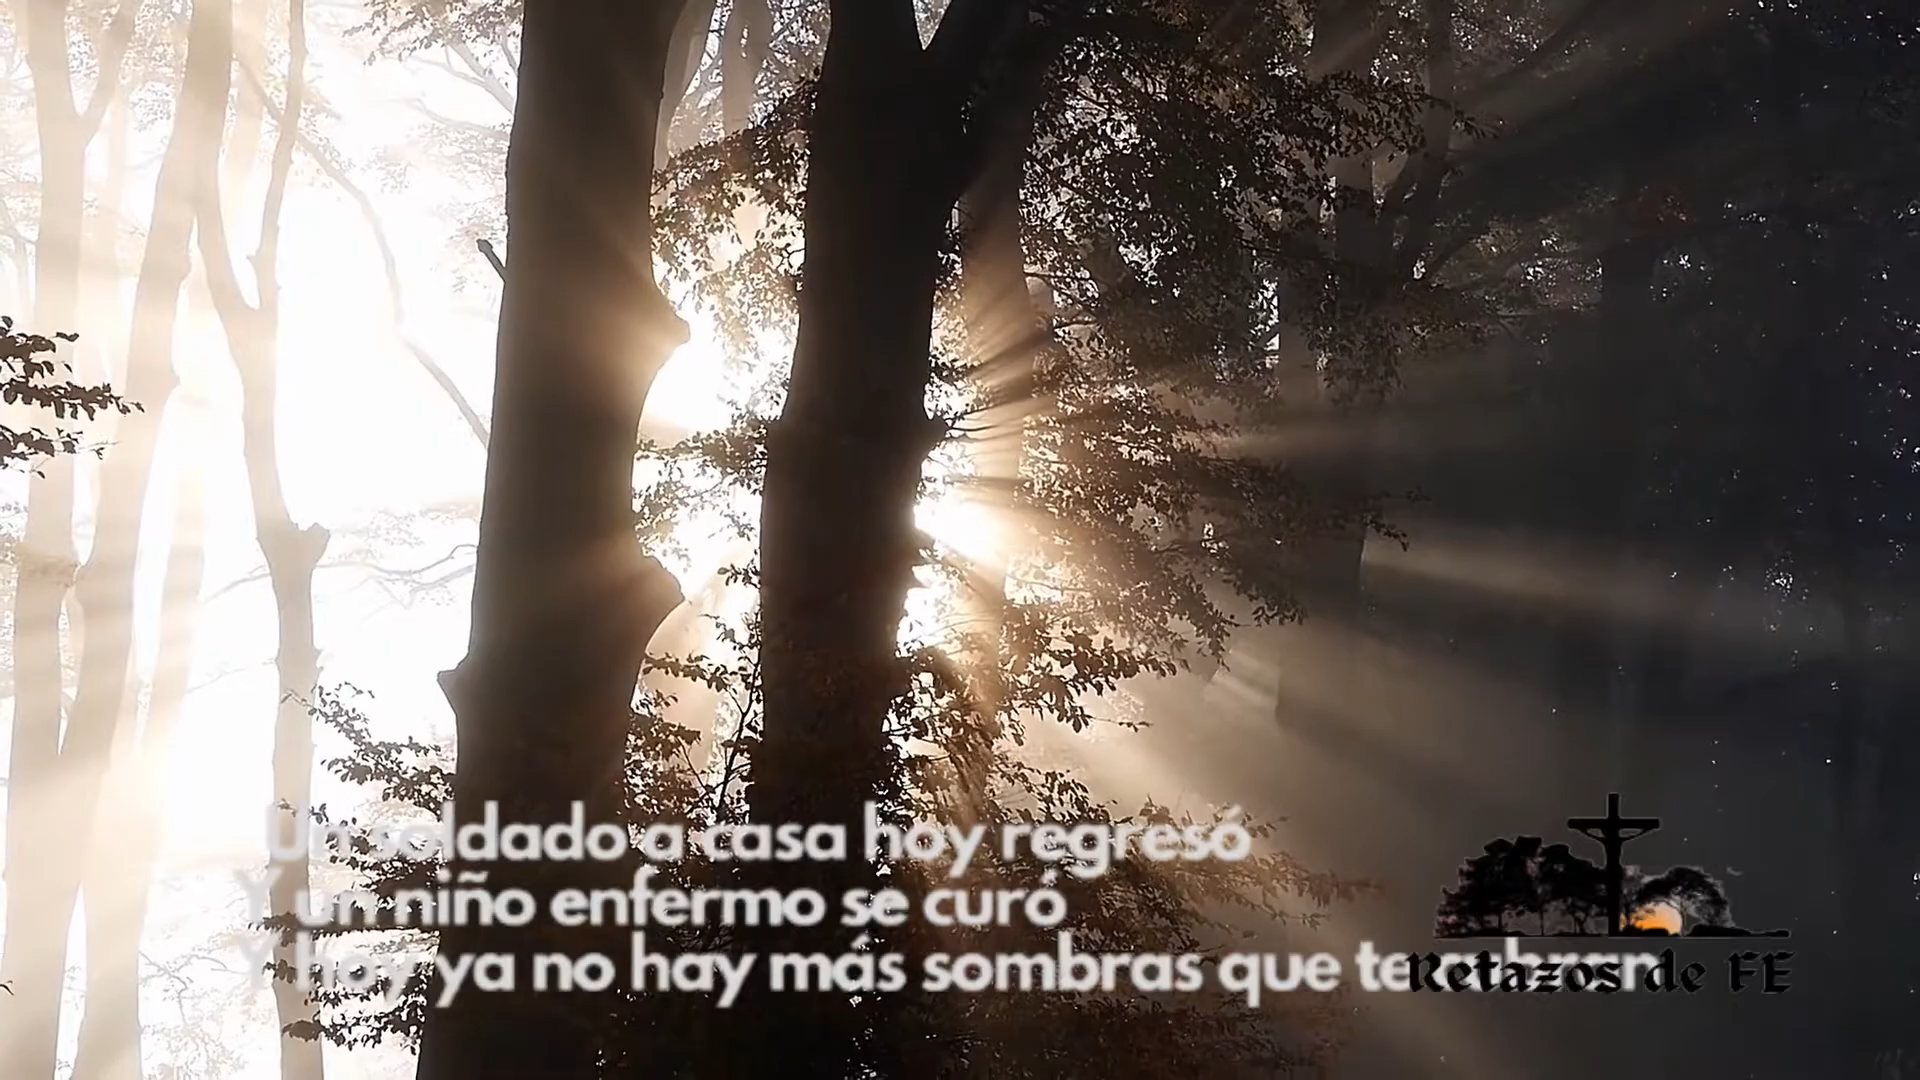 Un soldado a casa hoy regresó
Y un niño enfermo se curó
Y hoy ya no hay más sombras que te
Retazos de FE